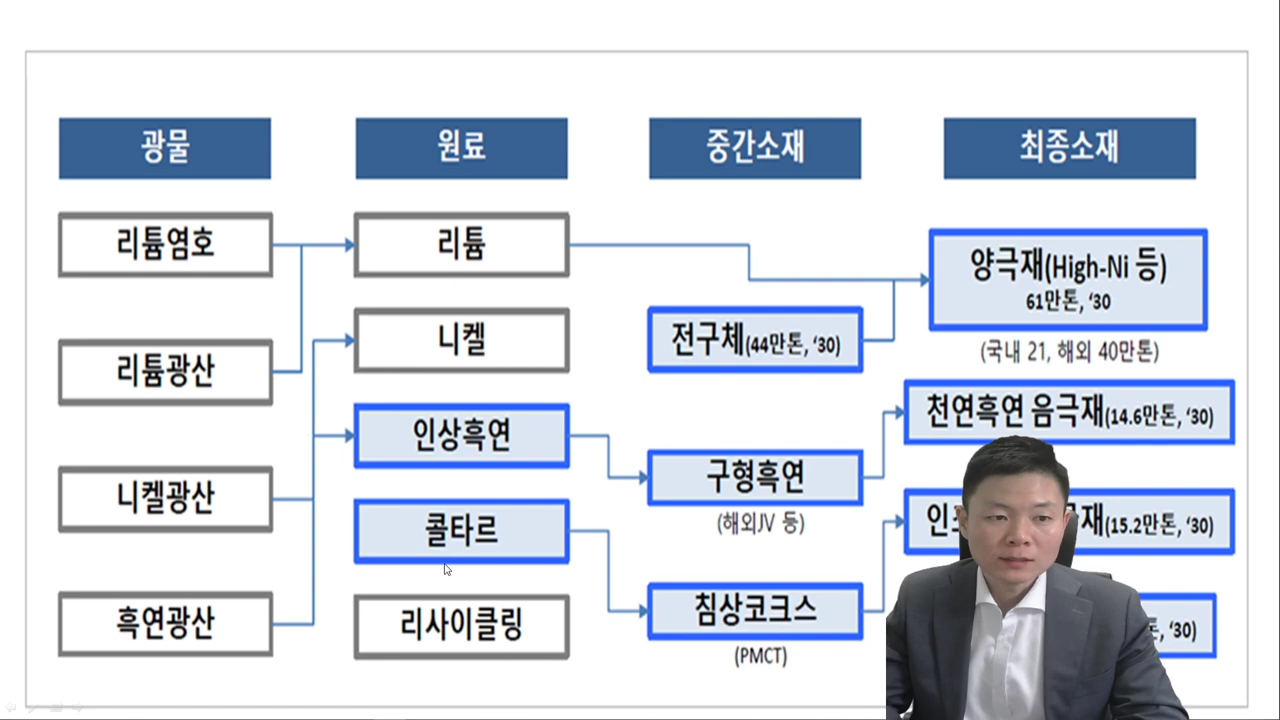 광물
원료
중간소재
최종소재
리튬염호
리튬
양극재(High-Ni 등)
61만톤, ‘30
(국내 21, 해외 40만톤)
니켈
전구체(44만톤, ‘30)
리튬광산
천연흑연 음극재(14.6만톤, ‘30)
인상흑연
구형흑연
(해외JV 등)
니켈광산
재(15.2만톤, ‘30)
콜타르
침상코크스
(PMCT)
흑연광산
리사이클링
‘30)